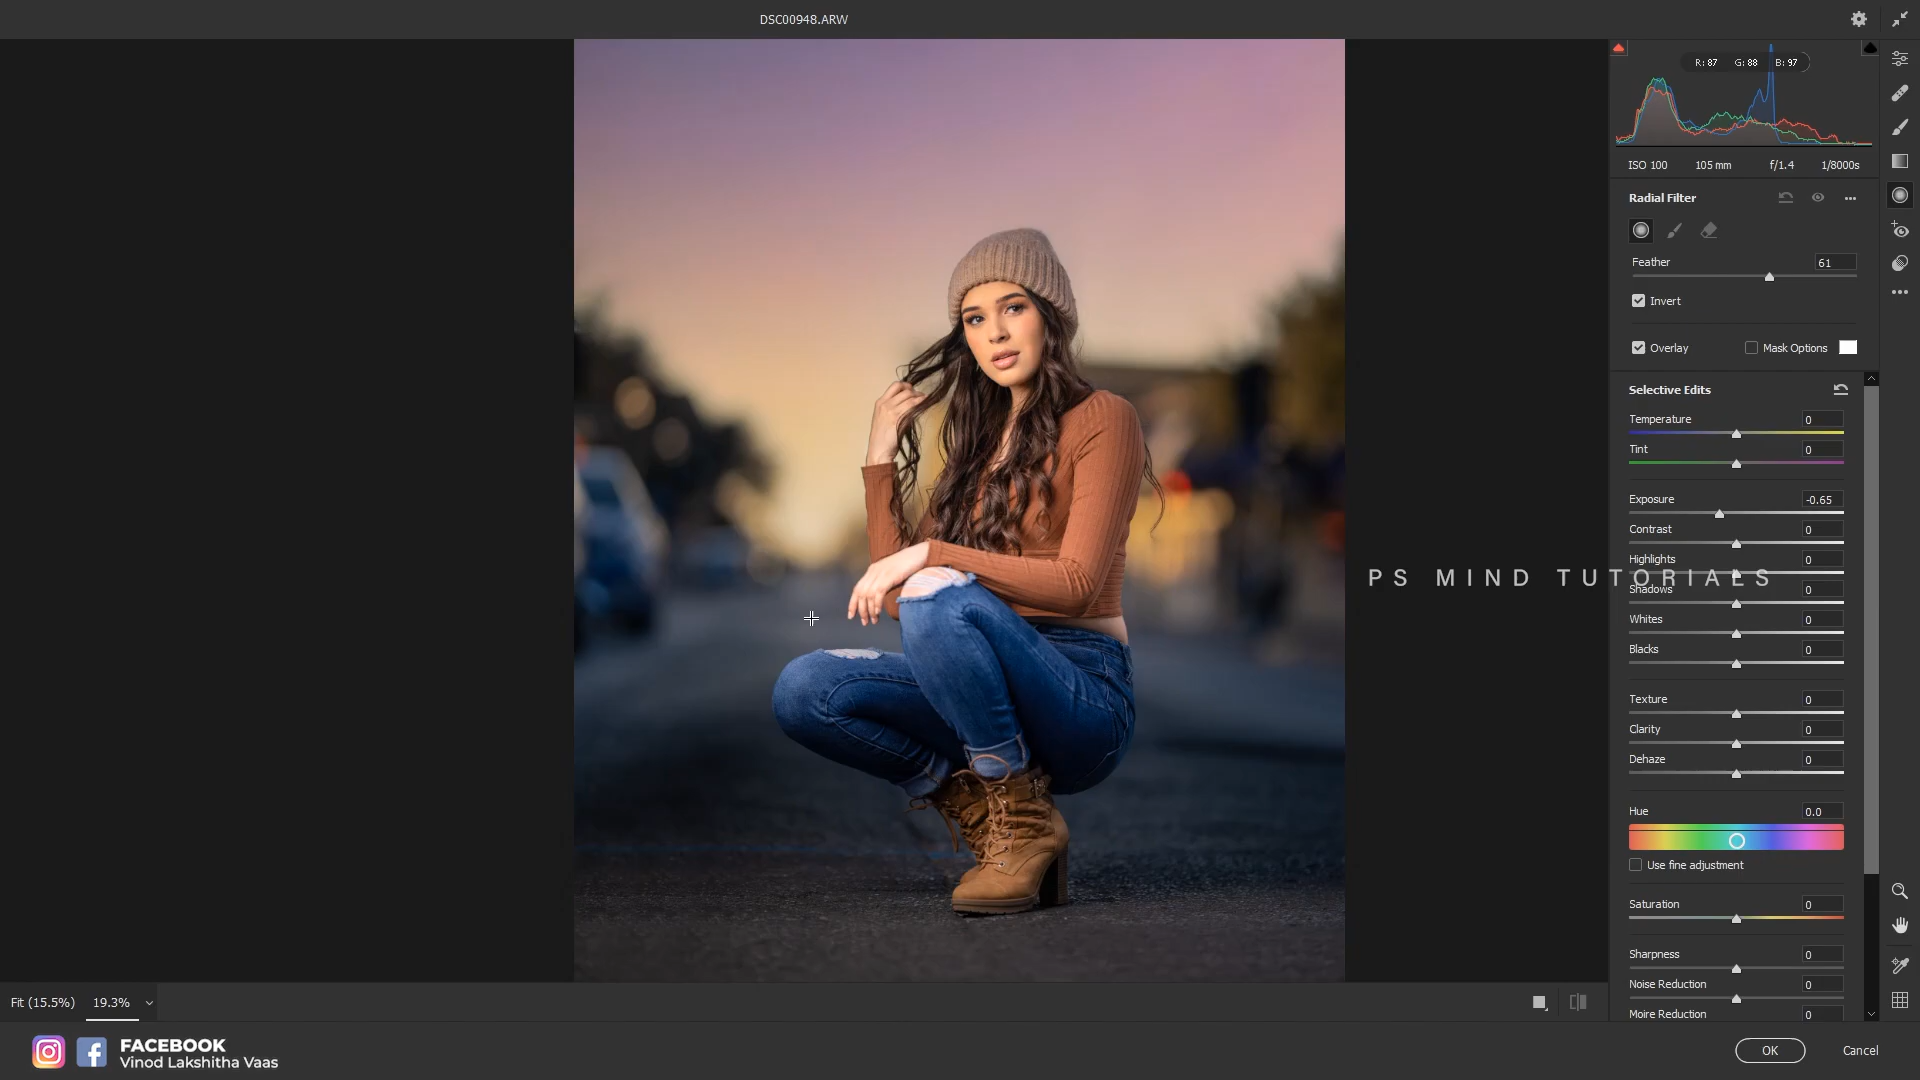 DSC00948.ARW
R: 87 G: 88 B: 97
ISO 100 105 mm f/1.4 1/8000s
Radial Filter
Feather 61
Invert
Overlay Mask Options
Selective Edits
Temperature 0
Tint 0
Exposure -0.65
Contrast 0
Highlights 0
PS MIND TUTORIALS
Shadows 0
Whites 0
Blacks 0
Texture 0
Clarity 0
Dehaze 0
Hue 0.0
Use fine adjustment
Saturation 0
Sharpness 0
Noise Reduction 0
Moire Reduction 0
Fit (15.5%) 19.3%
FACEBOOK
Vinod Lakshitha Vaas
OK Cancel